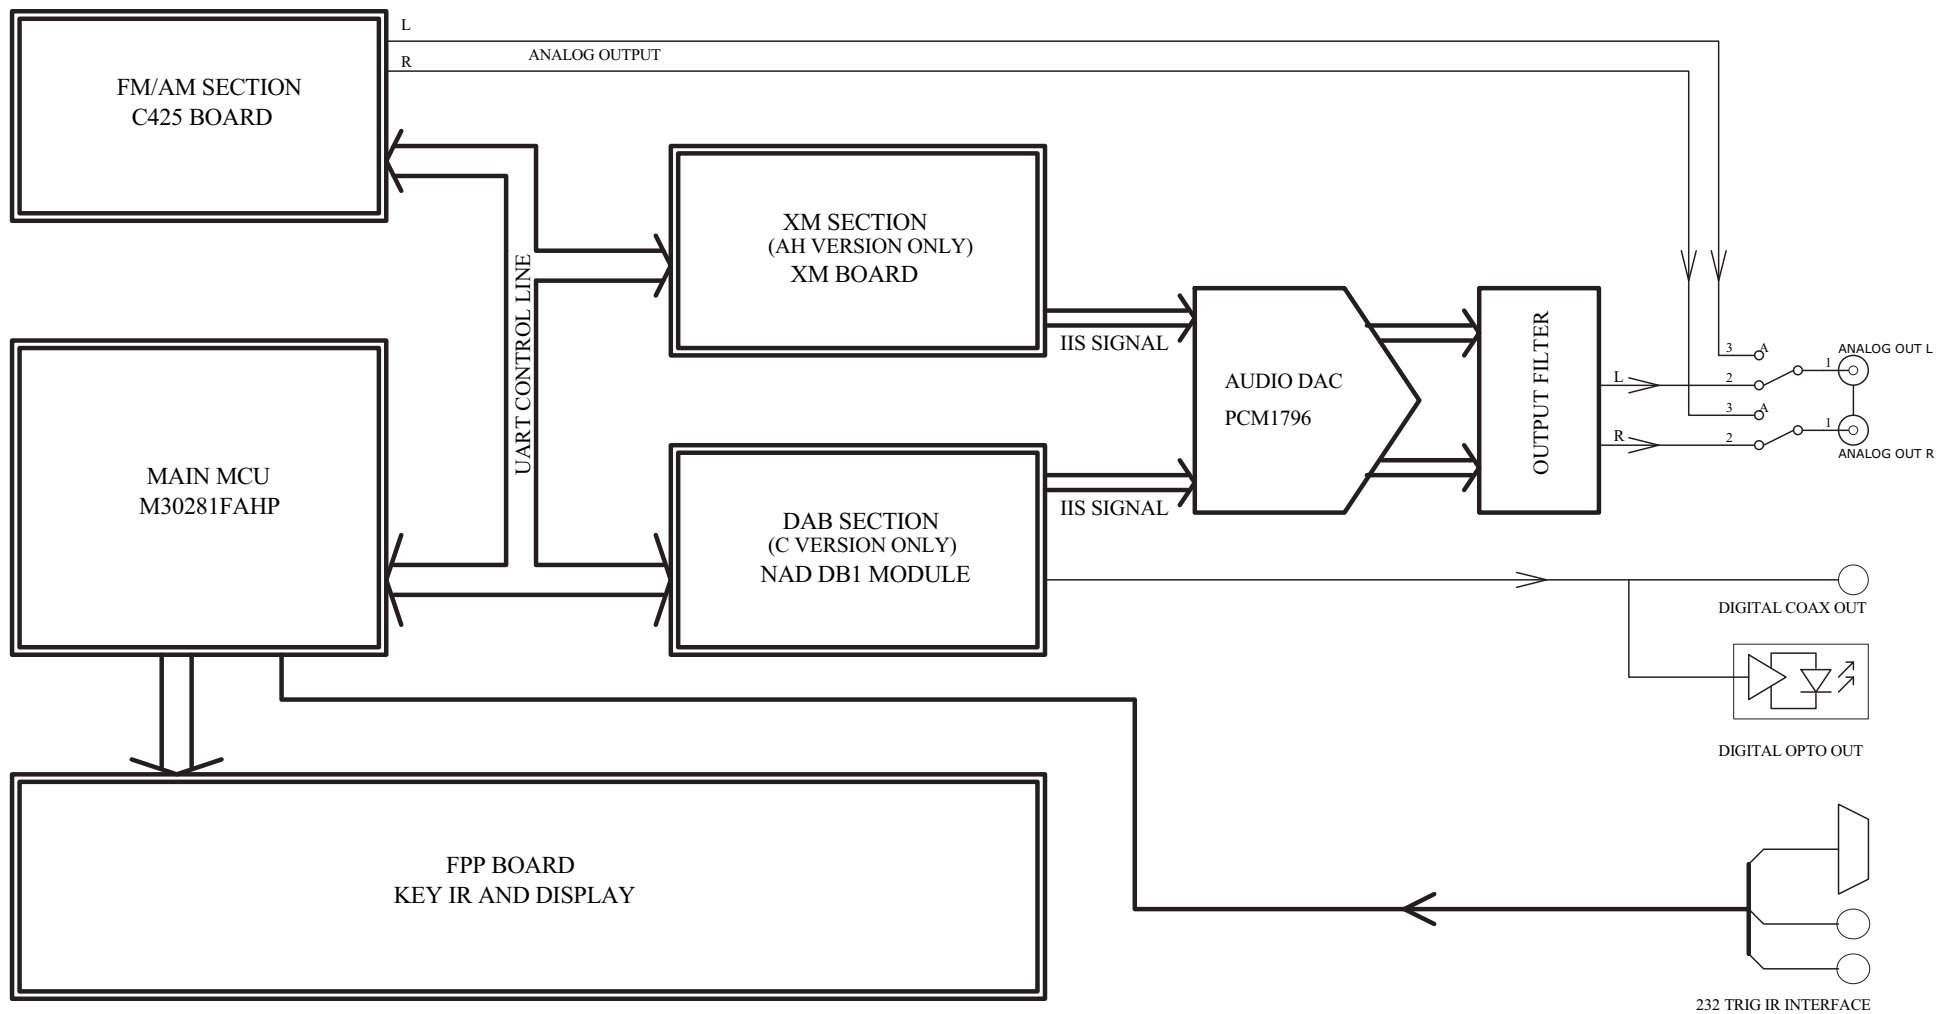 L
ANALOG OUTPUT
R
FM/AM SECTION
C425 BOARD
XM SECTION
(AH VERSION ONLY)
XM BOARD
UART CONTROL LINE
IIS SIGNAL
AUDIO DAC
PCM1796
OUTPUT FILTER
3 A
ANALOG OUT L
1
L
2
3 A
1
R
2
ANALOG OUT R
MAIN MCU
M30281FAHP
IIS SIGNAL
DAB SECTION
(C VERSION ONLY)
NAD DB1 MODULE
DIGITAL COAX OUT
DIGITAL OPTO OUT
FPP BOARD
KEY IR AND DISPLAY
232 TRIG IR INTERFACE